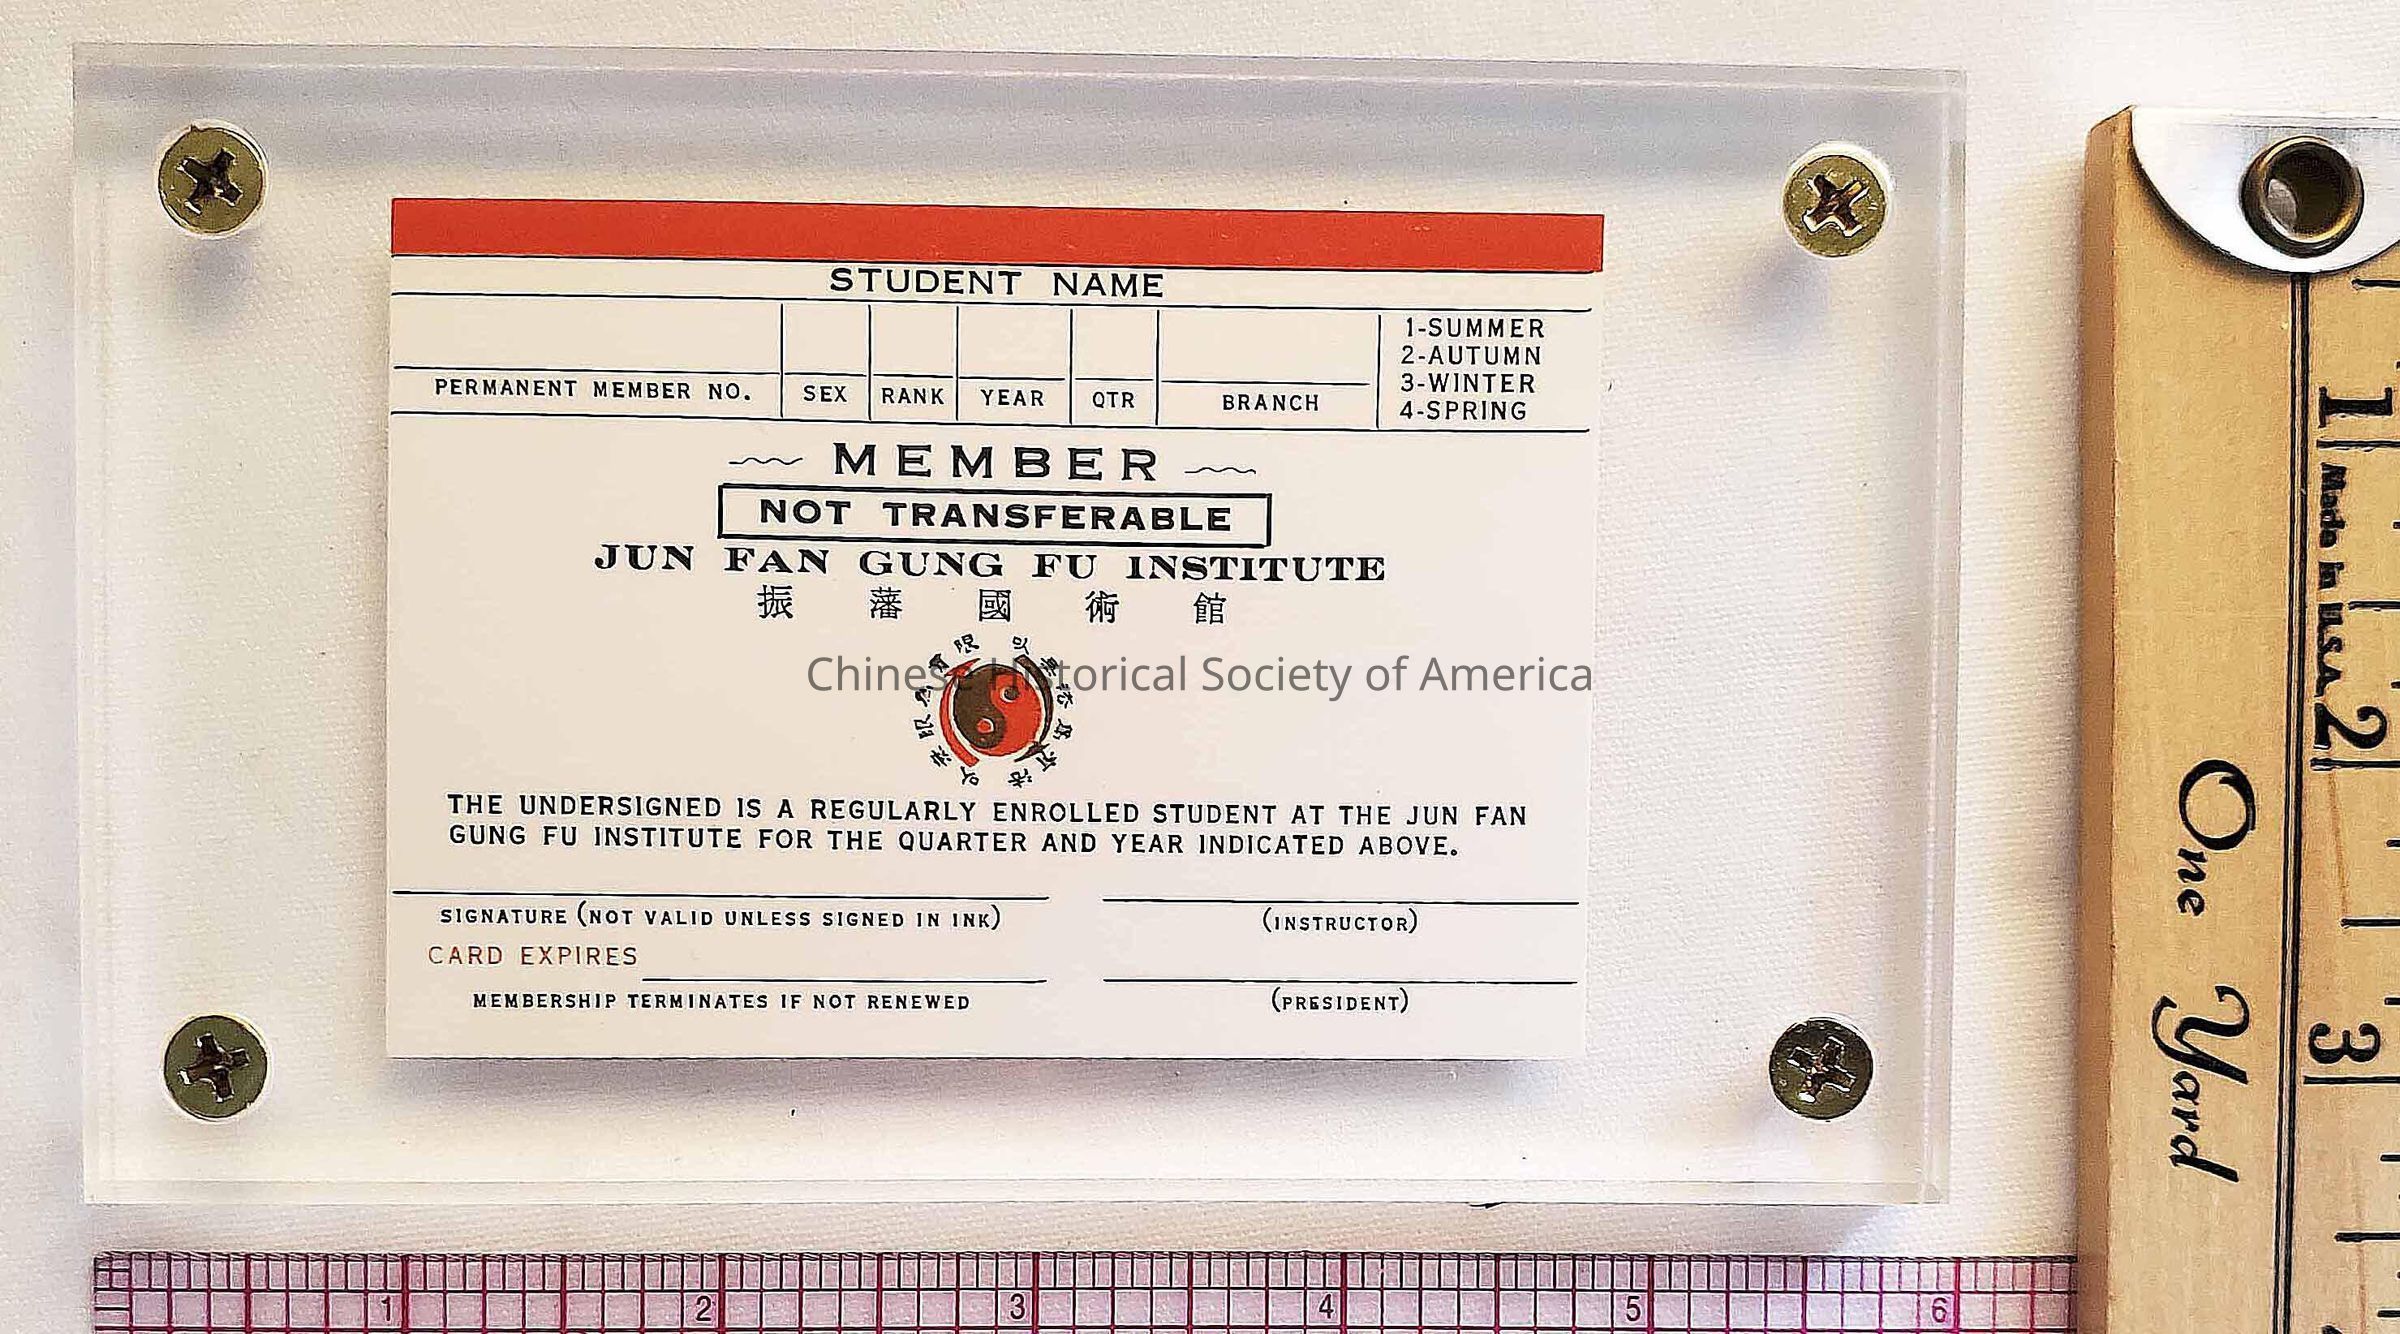 STUDENT NAME
PERMANENT MEMBER NO.
SEX
RANK
YEAR
QTR
BRANCH
1-SUMMER
2-AUTUMN
3-WINTER
4-SPRING
MEMBER
NOT TRANSFERABLE
JUN FAN GUNG FU INSTITUTE
振藩國術館
Chinese Historical Society of America
THE UNDERSIGNED IS A REGULARLY ENROLLED STUDENT AT THE JUN FAN
GUNG FU INSTITUTE FOR THE QUARTER AND YEAR INDICATED ABOVE.
SIGNATURE (NOT VALID UNLESS SIGNED IN INK)
(INSTRUCTOR)
CARD EXPIRES
MEMBERSHIP TERMINATES IF NOT RENEWED
(PRESIDENT)
1 Made in U.S.A. 2 3
One Yard
1 2 3 4 5 6